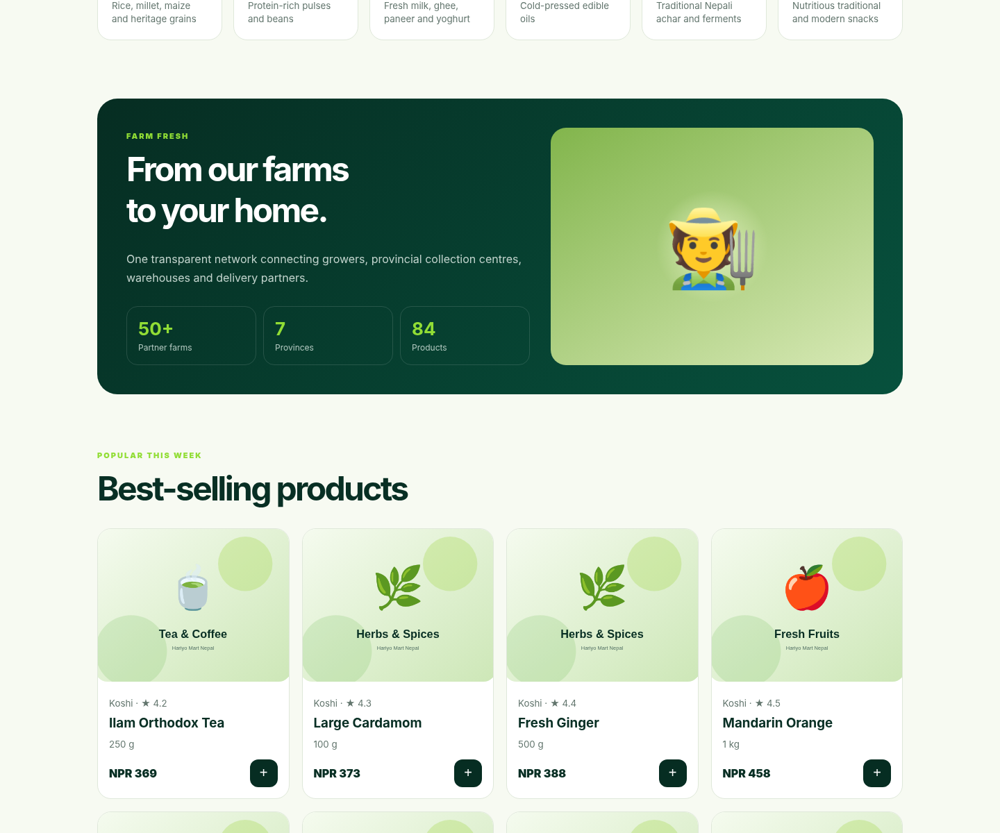 Rice, millet, maize
and heritage grains
Protein-rich pulses
and beans
Fresh milk, ghee,
paneer and yoghurt
Cold-pressed edible
oils
Traditional Nepali
achar and ferments
Nutritious traditional
and modern snacks
FARM FRESH
From our farms
to your home.
One transparent network connecting growers, provincial collection centres,
warehouses and delivery partners.
50+
Partner farms
7
Provinces
84
Products
POPULAR THIS WEEK
Best-selling products
Tea & Coffee
Hariyo Mart Nepal
Koshi · ★ 4.2
Ilam Orthodox Tea
250 g
NPR 369
+
Herbs & Spices
Hariyo Mart Nepal
Koshi · ★ 4.3
Large Cardamom
100 g
NPR 373
+
Herbs & Spices
Hariyo Mart Nepal
Koshi · ★ 4.4
Fresh Ginger
500 g
NPR 388
+
Fresh Fruits
Hariyo Mart Nepal
Koshi · ★ 4.5
Mandarin Orange
1 kg
NPR 458
+